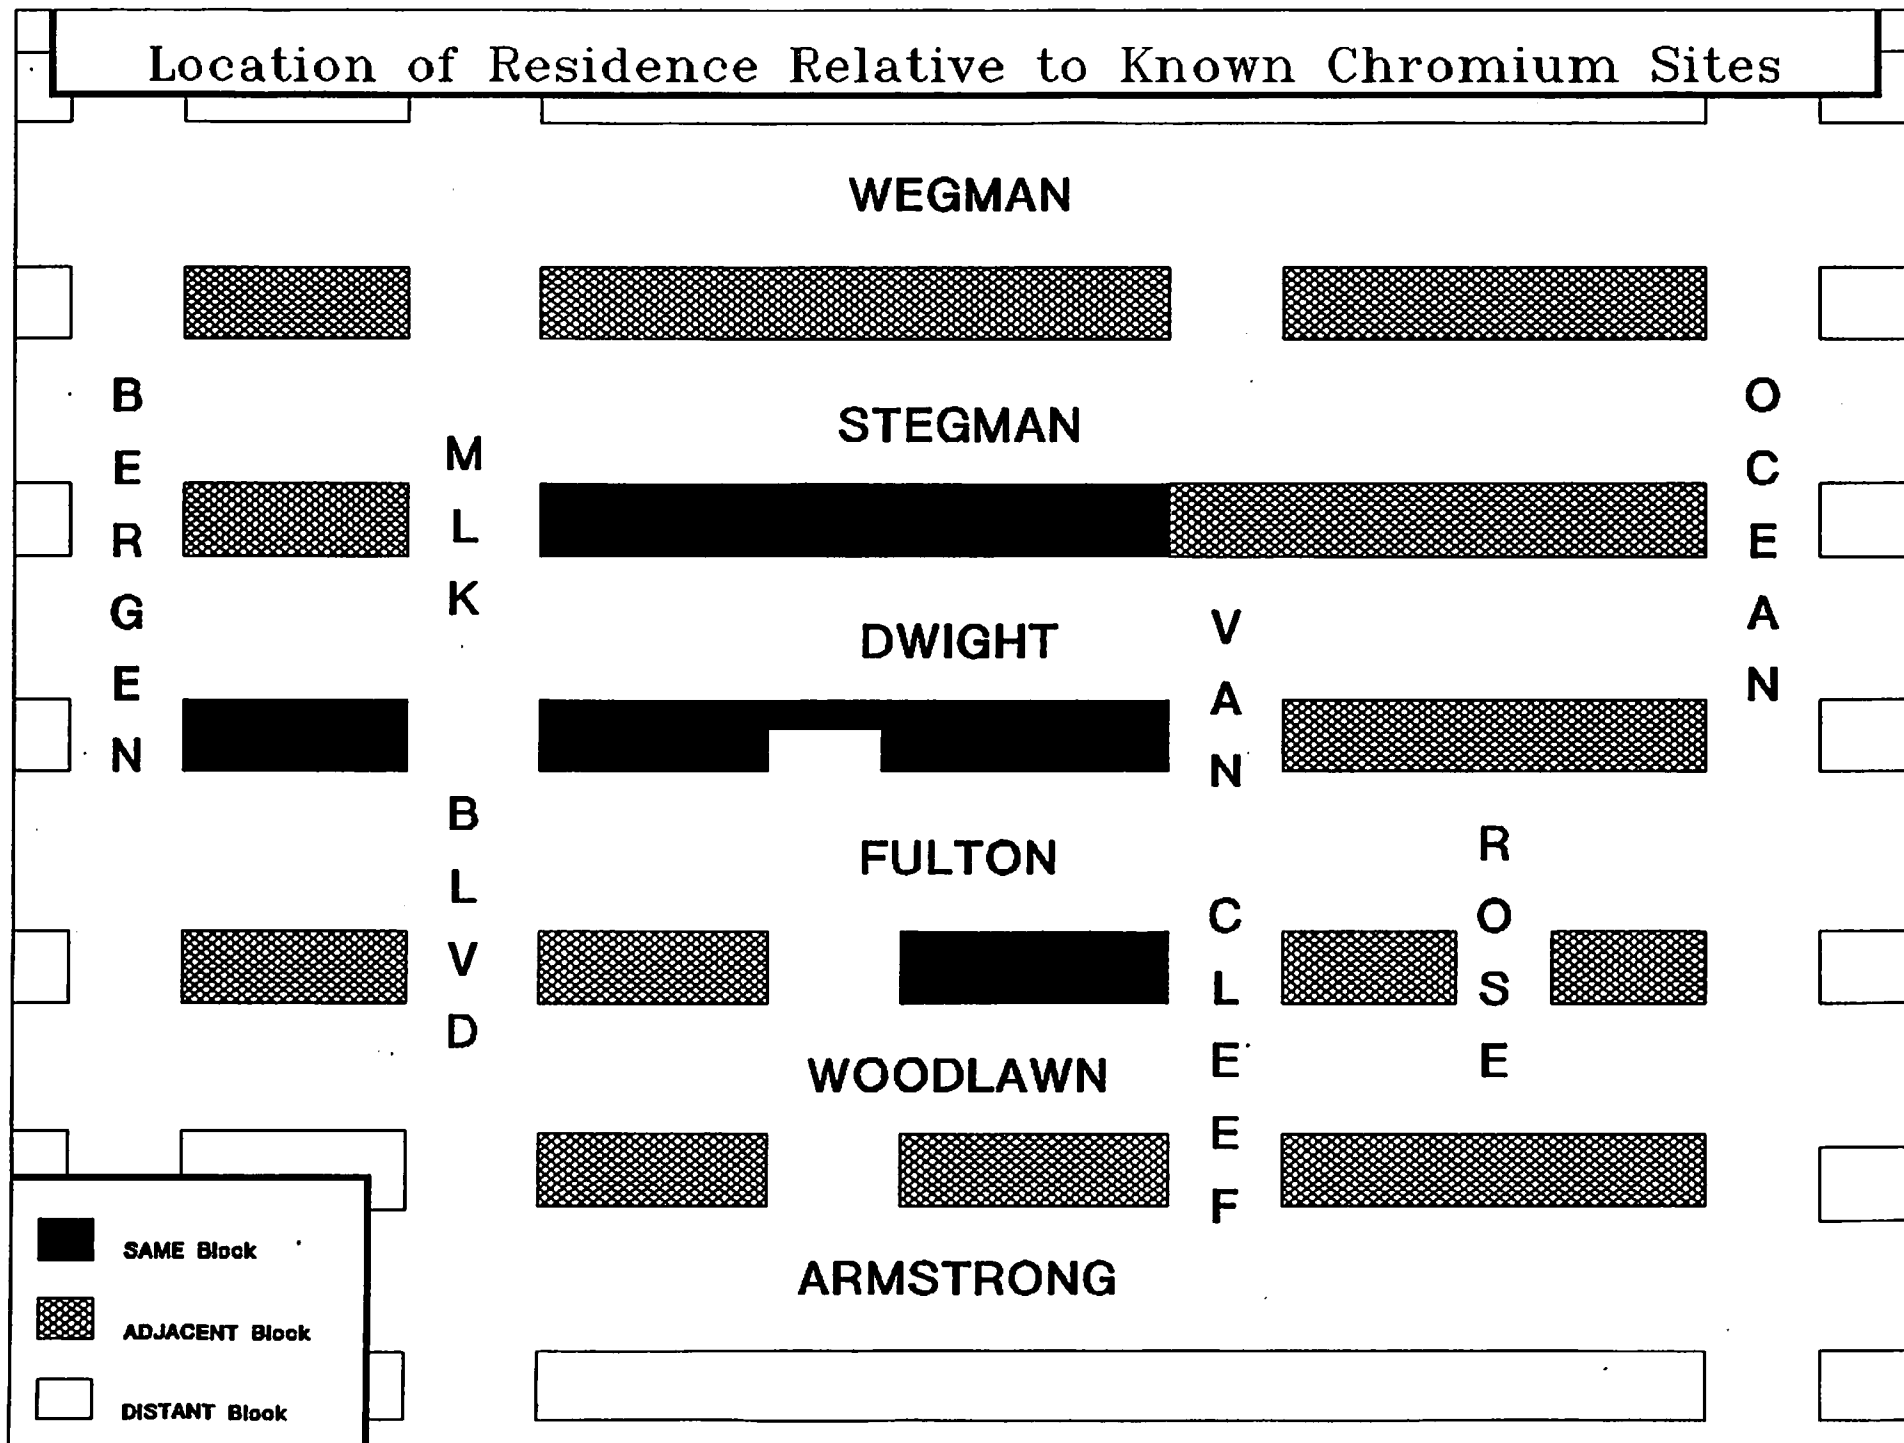 Location of Residence Relative to Known Chromium Sites
WEGMAN
STEGMAN
DWIGHT
FULTON
WOODLAWN
ARMSTRONG
BERGEN
MLK BLVD
VAN CLEEF
ROSE
OCEAN
SAME Block
ADJACENT Block
DISTANT Block